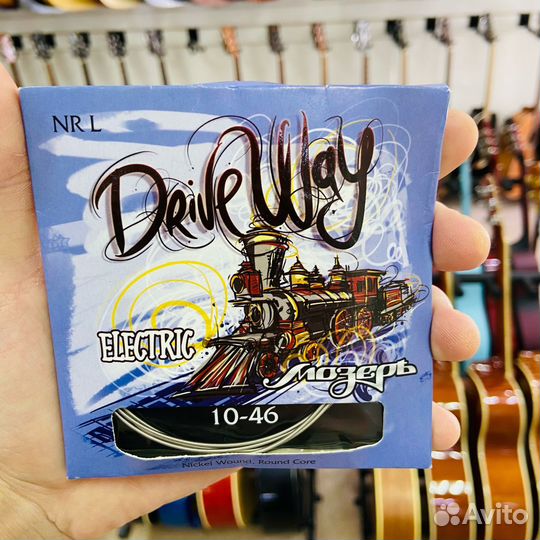 NR L
Drive Way
ELECTRIC
Мозеръ
10-46
Nickel Wound, Round Core
Avito